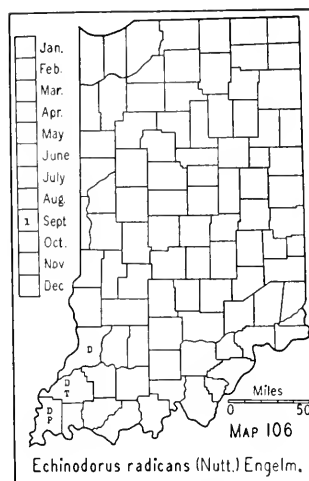 Jan.
Feb.
Mar.
Apr.
May
June
July
Aug.
1 Sept
Oct.
Nov
Dec
D
D
T
D
P
Miles
0 50
MAP 106
Echinodorus radicans (Nutt.) Engelm.